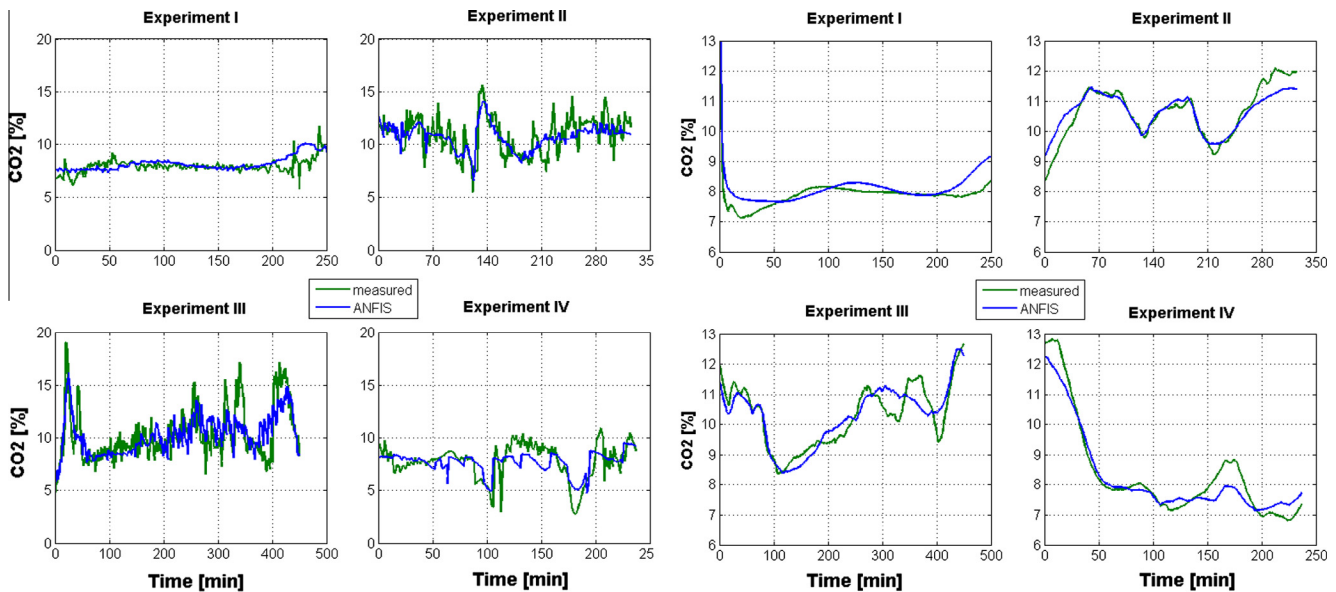 Experiment I
Experiment II
20
15
10
5
0
CO2 [%]
0 50 100 150 200 250
20
15
10
5
0
0 70 140 210 280 35
measured
ANFIS
Experiment III
Experiment IV
20
15
10
5
0
CO2 [%]
0 100 200 300 400 500
Time [min]
20
15
10
5
0
0 50 100 150 200 25
Time [min]
Experiment I
Experiment II
13
12
11
10
9
8
7
6
CO2 [%]
0 50 100 150 200 250
13
12
11
10
9
8
7
6
0 70 140 210 280 350
measured
ANFIS
Experiment III
Experiment IV
13
12
11
10
9
8
7
6
CO2 [%]
0 100 200 300 400 500
Time [min]
13
12
11
10
9
8
7
6
0 50 100 150 200 250
Time [min]